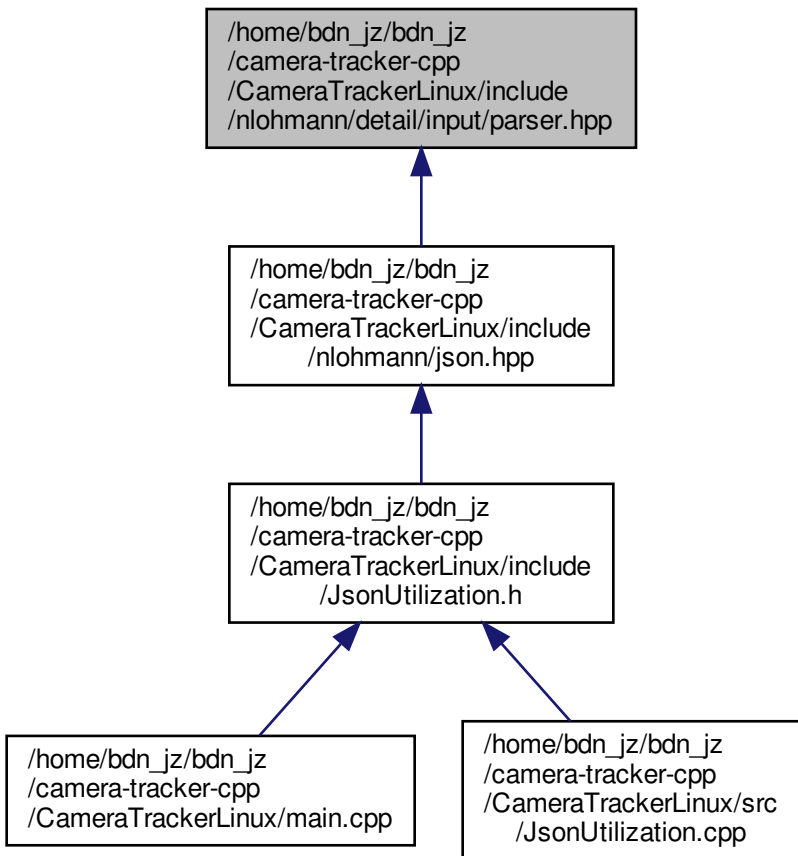 /home/bdn_jz/bdn_jz
/camera-tracker-cpp
/CameraTrackerLinux/include
/nlohmann/detail/input/parser.hpp
/home/bdn_jz/bdn_jz
/camera-tracker-cpp
/CameraTrackerLinux/include
/nlohmann/json.hpp
/home/bdn_jz/bdn_jz
/camera-tracker-cpp
/CameraTrackerLinux/include
/JsonUtilization.h
/home/bdn_jz/bdn_jz
/camera-tracker-cpp
/CameraTrackerLinux/main.cpp
/home/bdn_jz/bdn_jz
/camera-tracker-cpp
/CameraTrackerLinux/src
/JsonUtilization.cpp